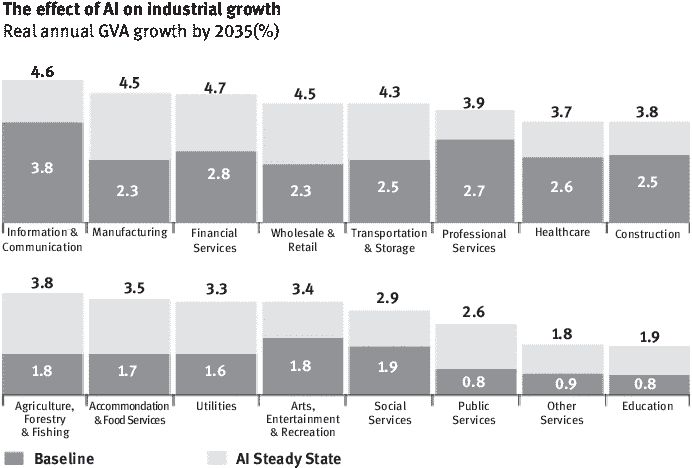 The effect of AI on industrial growth
Real annual GVA growth by 2035(%)
4.6 4.5 4.7 4.5 4.3 3.9 3.7 3.8
3.8 2.3 2.8 2.3 2.5 2.7 2.6 2.5
Information & Manufacturing Financial Wholesale & Transportation Professional Healthcare Construction
Communication Services Retail & Storage Services
3.8 3.5 3.3 3.4 2.9 2.6 1.8 1.9
1.8 1.7 1.6 1.8 1.9 0.8 0.9 0.8
Agriculture, Accommondation Utilities Arts, Social Public Other Education
Forestry & Food Services Entertainment Services Services Services
& Fishing & Recreation
Baseline AI Steady State